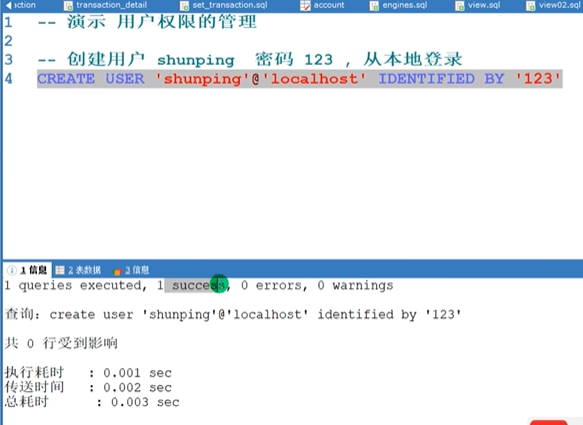 ction transaction_detail set_transaction.sql account engines.sql view.sql view02.sql
1 -- 演示 用户权限的管理
2
3 -- 创建用户 shunping 密码 123 , 从本地登录
4 CREATE USER 'shunping'@'localhost' IDENTIFIED BY '123'
1 信息 2 表数据 3 信息
1 queries executed, 1 success, 0 errors, 0 warnings
查询: create user 'shunping'@'localhost' identified by '123'
共 0 行受到影响
执行耗时 : 0.001 sec
传送时间 : 0.002 sec
总耗时 : 0.003 sec